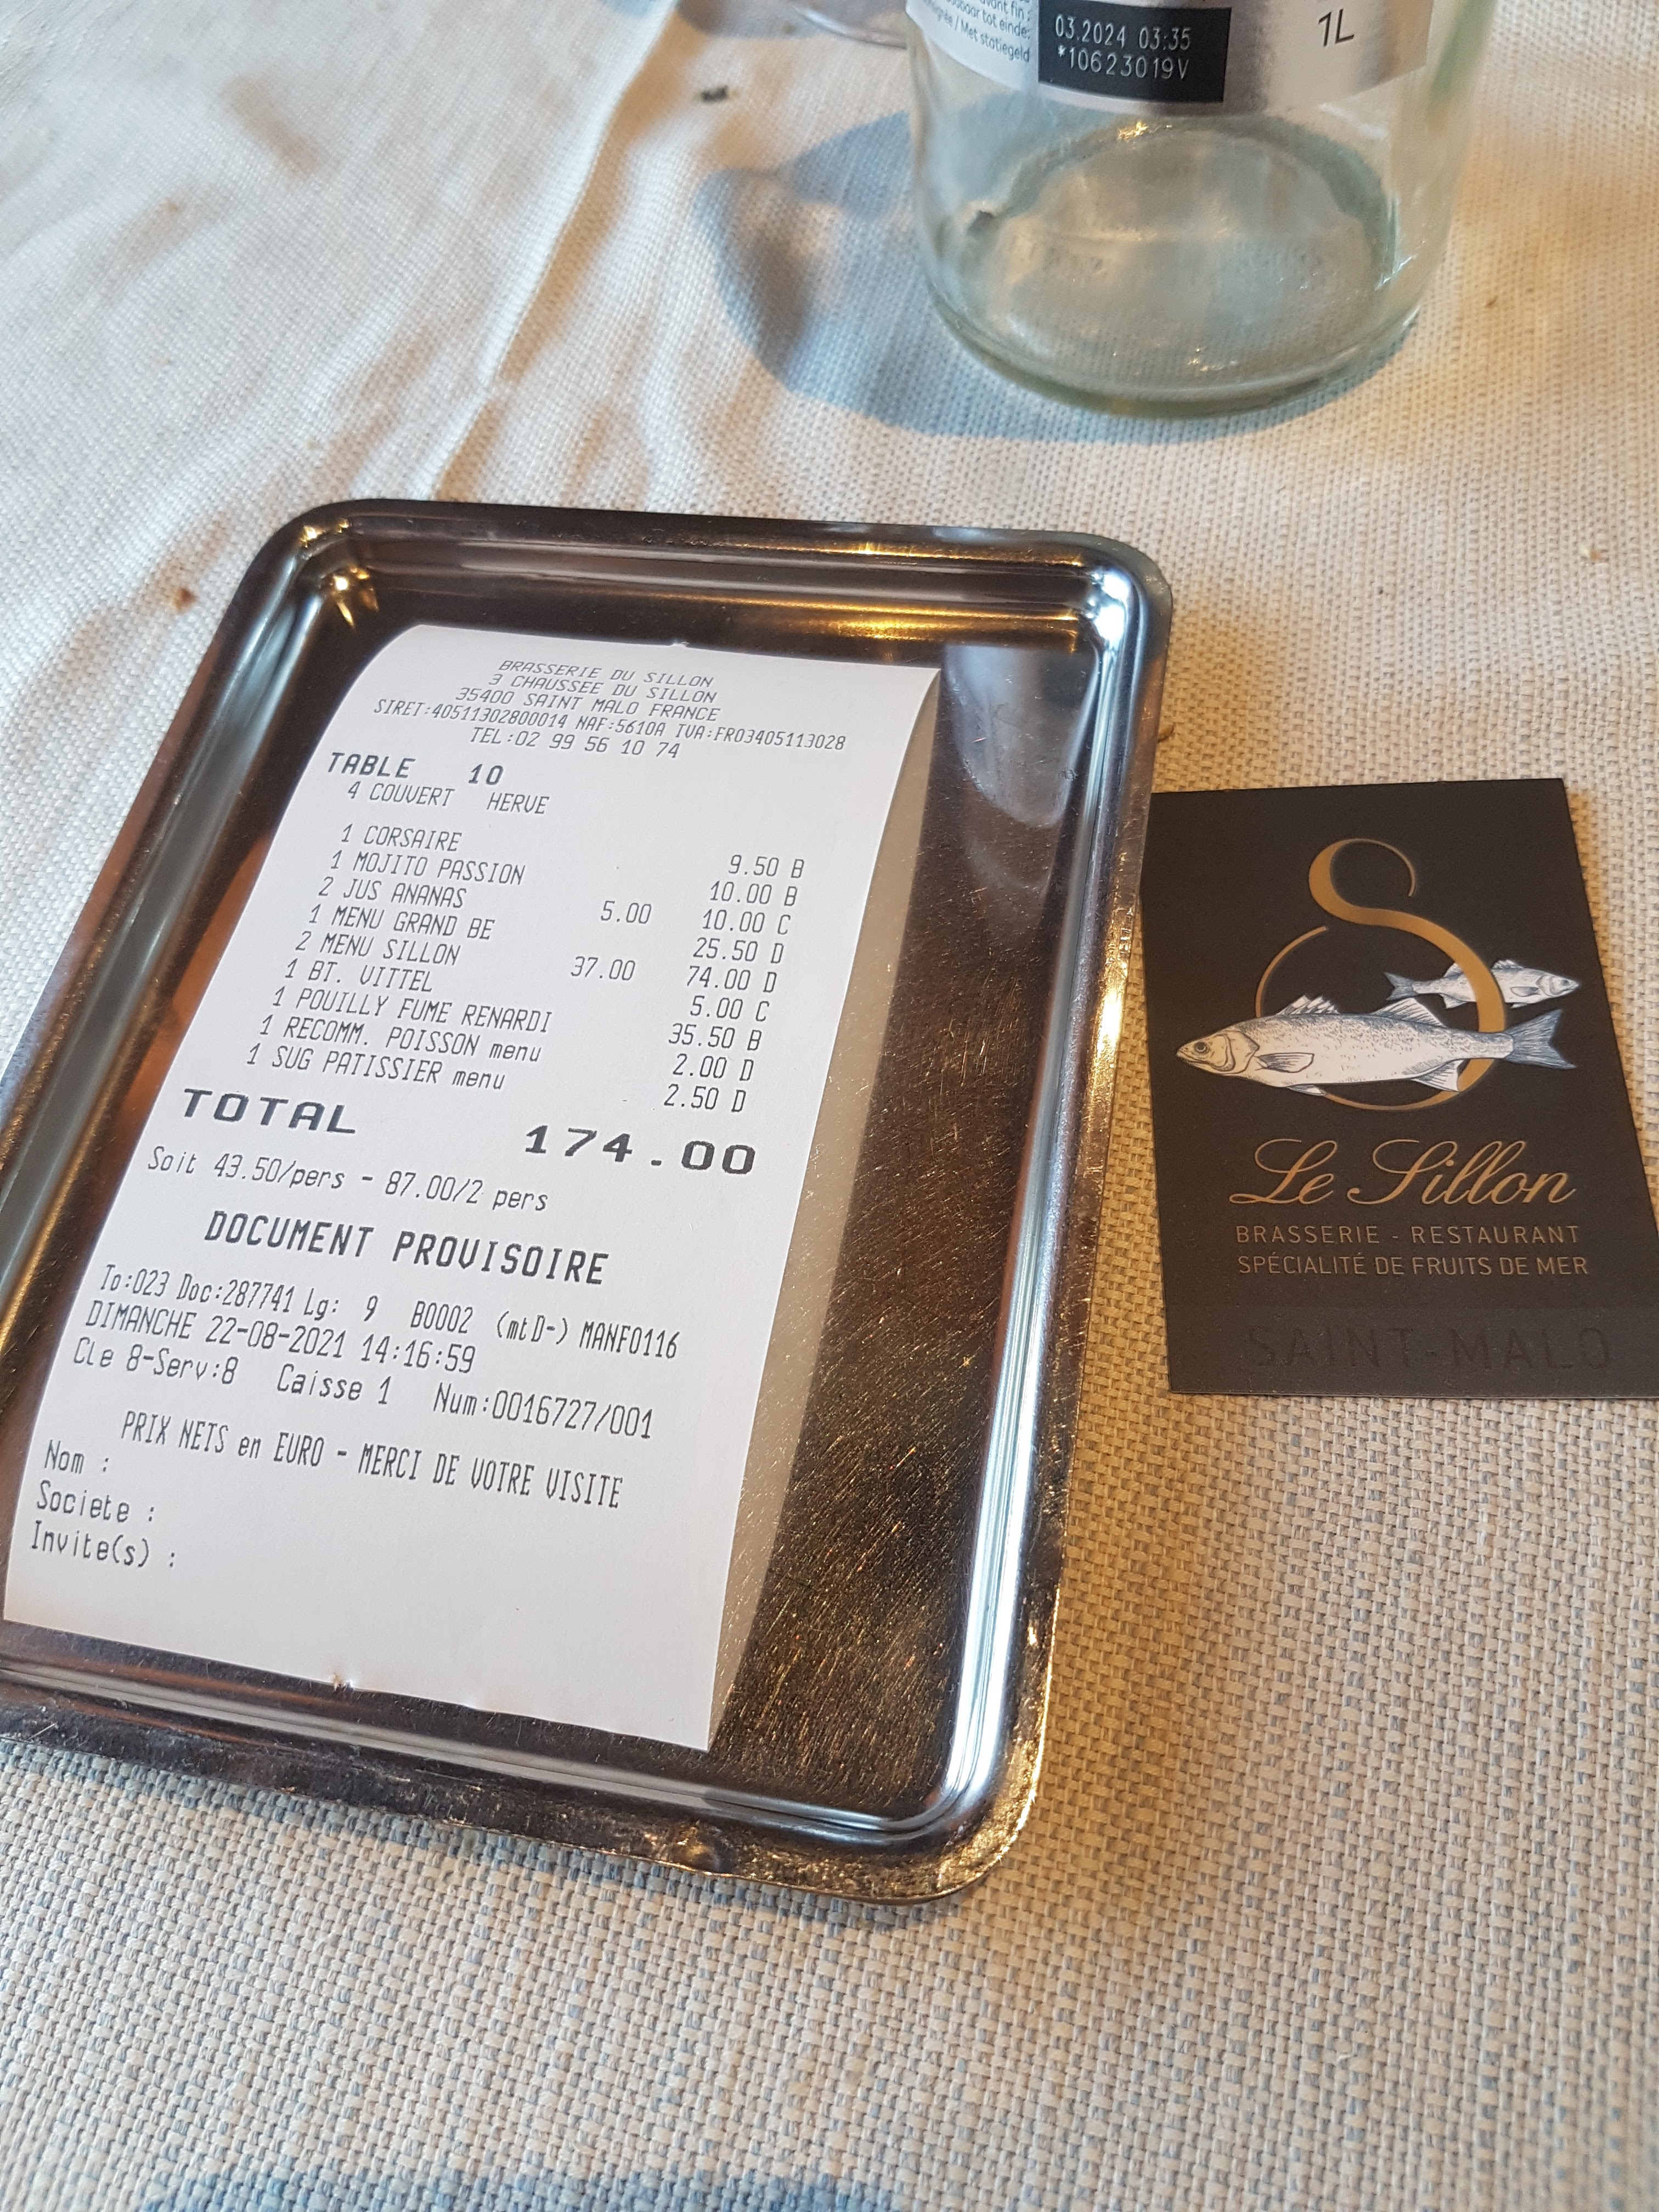 avant fin :
tot einde:
/ Met statiegeld
03.2024 03:35
*10623019V
1L
BRASSERIE DU SILLON
3 CHAUSSEE DU SILLON
35400 SAINT MALO FRANCE
SIRET:40511302800014 NAF:5610A TVA:FR03405113028
TEL:02 99 56 10 74
TABLE 10
4 COUVERT HERVE
1 CORSAIRE 9.50 B
1 MOJITO PASSION 10.00 B
2 JUS ANANAS 5.00 10.00 C
1 MENU GRAND BE 25.50 D
2 MENU SILLON 37.00 74.00 D
1 BT. VITTEL 5.00 C
1 POUILLY FUME RENARDI 35.50 B
1 RECOMM. POISSON menu 2.00 D
1 SUG PATISSIER menu 2.50 D
TOTAL 174.00
Soit 43.50/pers - 87.00/2 pers
DOCUMENT PROVISOIRE
To:023 Doc:287741 Lg: 9 B0002 (mtD-) MANF0116
DIMANCHE 22-08-2021 14:16:59
Cle 8-Serv:8 Caisse 1 Num:0016727/001
PRIX NETS en EURO - MERCI DE VOTRE VISITE
Nom :
Societe :
Invite(s) :
S
Le Sillon
BRASSERIE - RESTAURANT
SPÉCIALITÉ DE FRUITS DE MER
SAINT-MALO